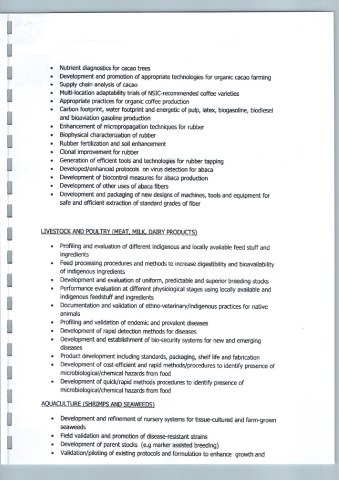 • Nutrient diagnostics for cacao trees
• Development and promotion of appropriate technologies for organic cacao farming
• Supply chain analysis of cacao
• Multi-location adaptability trials of NSIC-recommended coffee varieties
• Appropriate practices for organic coffee production
• Carbon footprint, water footprint and energetic of pulp, latex, biogasoline, biodiesel
and bioaviation gasoline production
• Enhancement of micropropagation techniques for rubber
• Biophysical characterization of rubber
• Rubber fertilization and soil enhancement
• Clonal improvement for rubber
• Generation of efficient tools and technologies for rubber tapping
• Developed/enhanced protocols on virus detection for abaca
• Development of biocontrol measures for abaca production
• Development of other uses of abaca fibers
• Development and packaging of new designs of machines, tools and equipment for
safe and efficient extraction of standard grades of fiber
LIVESTOCK AND POULTRY (MEAT, MILK, DAIRY PRODUCTS)
• Profiling and evaluation of different indigenous and locally available feed stuff and
ingredients
• Feed processing procedures and methods to increase digestibility and bioavailability
of indigenous ingredients
• Development and evaluation of uniform, predictable and superior breeding stocks
• Performance evaluation at different physiological stages using locally available and
indigenous feedstuff and ingredients
• Documentation and validation of ethno-veterinary/indigenous practices for native
animals
• Profiling and validation of endemic and prevalent diseases
• Development of rapid detection methods for diseases
• Development and establishment of bio-security systems for new and emerging
diseases
• Product development including standards, packaging, shelf life and fabrication
• Development of cost-efficient and rapid methods/procedures to identify presence of
microbiological/chemical hazards from food
• Development of quick/rapid methods procedures to identify presence of
microbiological/chemical hazards from food
AQUACULTURE (SHRIMPS AND SEAWEEDS)
• Development and refinement of nursery systems for tissue-cultured and farm-grown
seaweeds
• Field validation and promotion of disease-resistant strains
• Development of parent stocks (e.g marker assisted breeding)
• Validation/piloting of existing protocols and formulation to enhance growth and